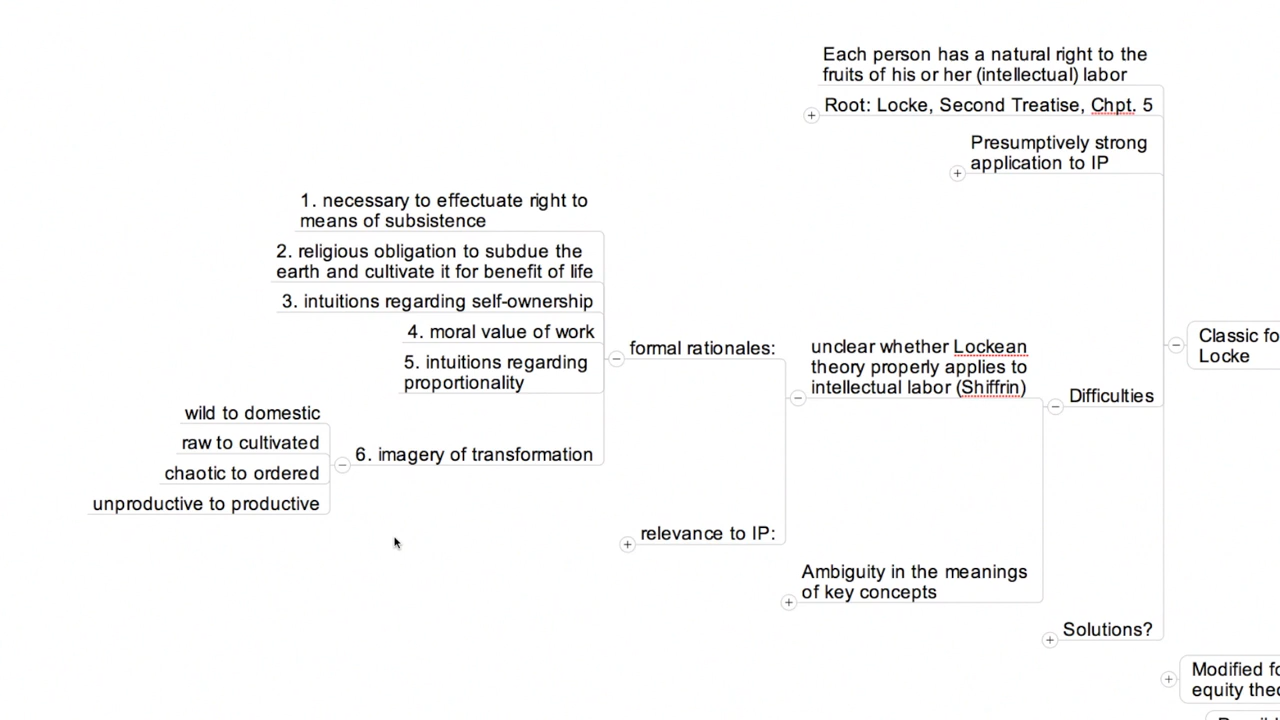 Each person has a natural right to the
fruits of his or her (intellectual) labor
Root: Locke, Second Treatise, Chpt. 5
Presumptively strong
application to IP
1. necessary to effectuate right to
means of subsistence
2. religious obligation to subdue the
earth and cultivate it for benefit of life
3. intuitions regarding self-ownership
4. moral value of work
5. intuitions regarding
proportionality
6. imagery of transformation
wild to domestic
raw to cultivated
chaotic to ordered
unproductive to productive
formal rationales:
relevance to IP:
unclear whether Lockean
theory properly applies to
intellectual labor (Shiffrin)
Ambiguity in the meanings
of key concepts
Difficulties
Solutions?
Classic fo
Locke
Modified fo
equity theo